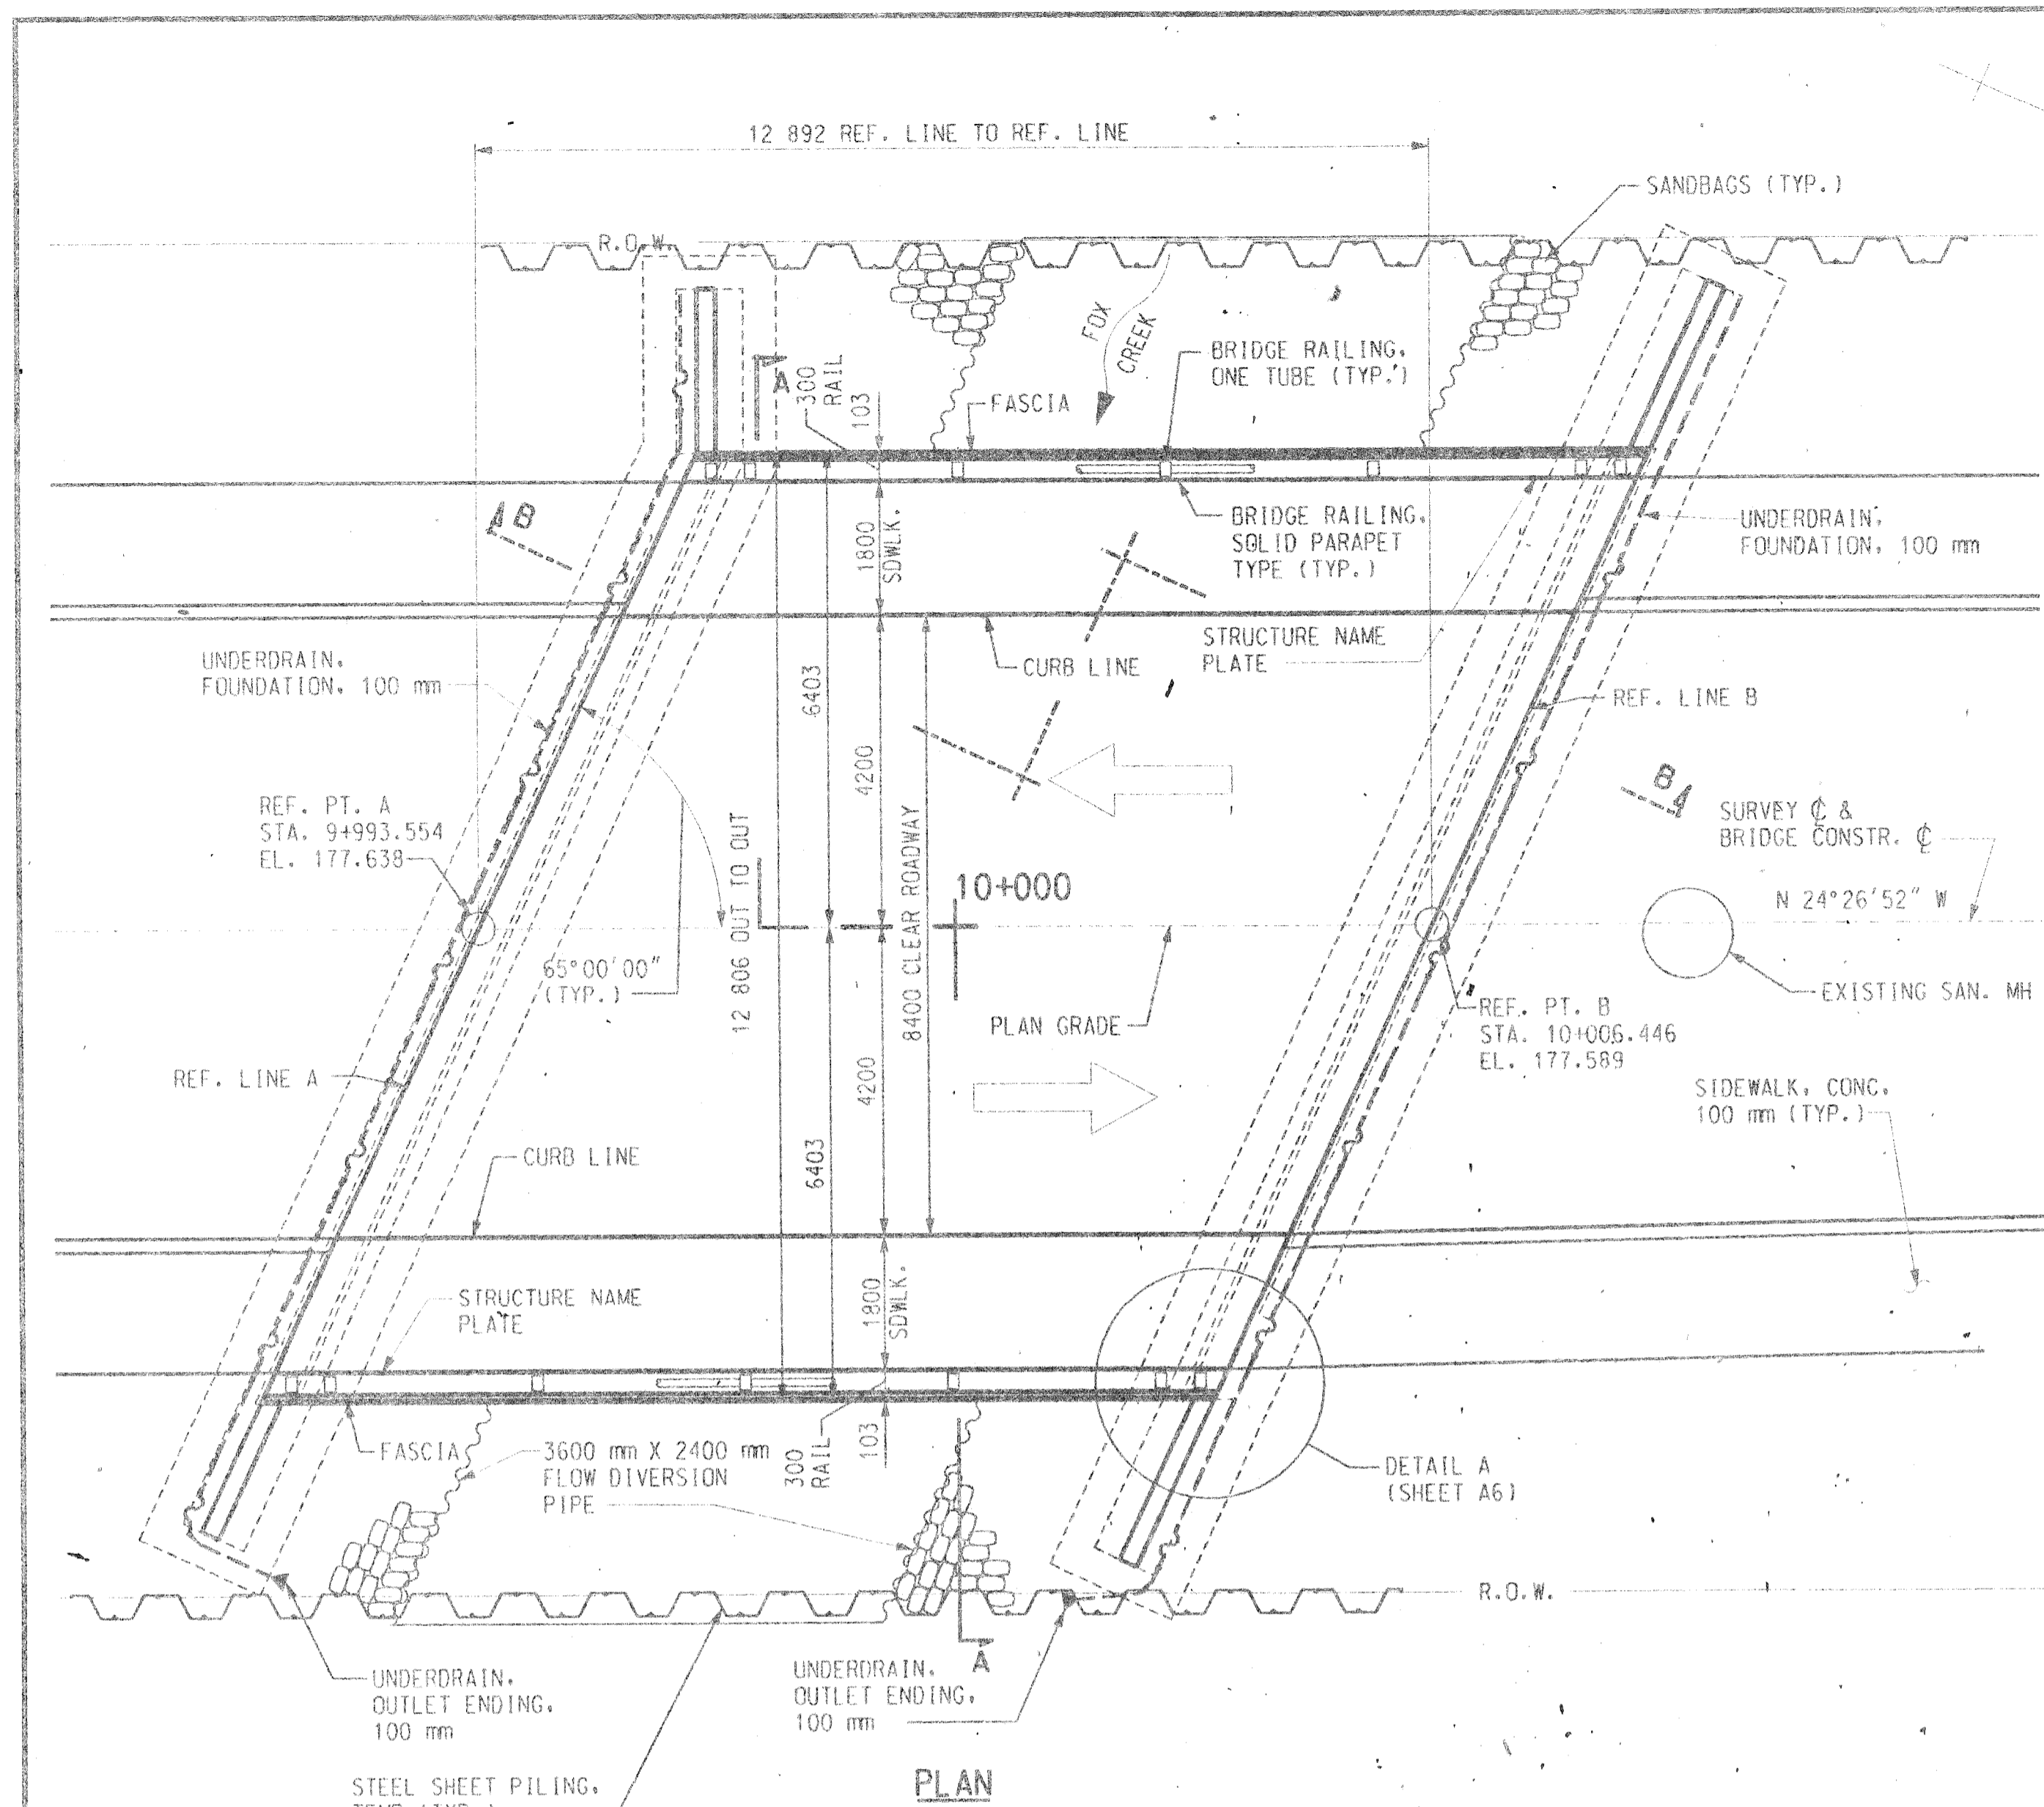 12 892 REF. LINE TO REF. LINE
SANDBAGS (TYP.)
R.O.W.
FOX
CREEK
BRIDGE RAILING,
ONE TUBE (TYP.)
300
RAIL
103
A
FASCIA
AB
1800
SDWLK.
BRIDGE RAILING,
SOLID PARAPET
TYPE (TYP.)
UNDERDRAIN,
FOUNDATION, 100 mm
UNDERDRAIN,
FOUNDATION, 100 mm
CURB LINE
STRUCTURE NAME
PLATE
REF. LINE B
6403
4200
B
REF. PT. A
STA. 9+993.554
EL. 177.638
SURVEY ℄ &
BRIDGE CONSTR. ℄
12 806 OUT TO OUT
8400 CLEAR ROADWAY
10+000
N 24°26'52" W
65°00'00"
(TYP.)
PLAN GRADE
EXISTING SAN. MH
REF. PT. B
STA. 10+006.446
EL. 177.589
REF. LINE A
4200
6403
SIDEWALK, CONC.
100 mm (TYP.)
CURB LINE
STRUCTURE NAME
PLATE
1800
SDWLK.
FASCIA
3600 mm X 2400 mm
FLOW DIVERSION
PIPE
300
RAIL
103
DETAIL A
(SHEET A6)
R.O.W.
A
UNDERDRAIN,
OUTLET ENDING,
100 mm
UNDERDRAIN,
OUTLET ENDING,
100 mm
STEEL SHEET PILING,
PLAN